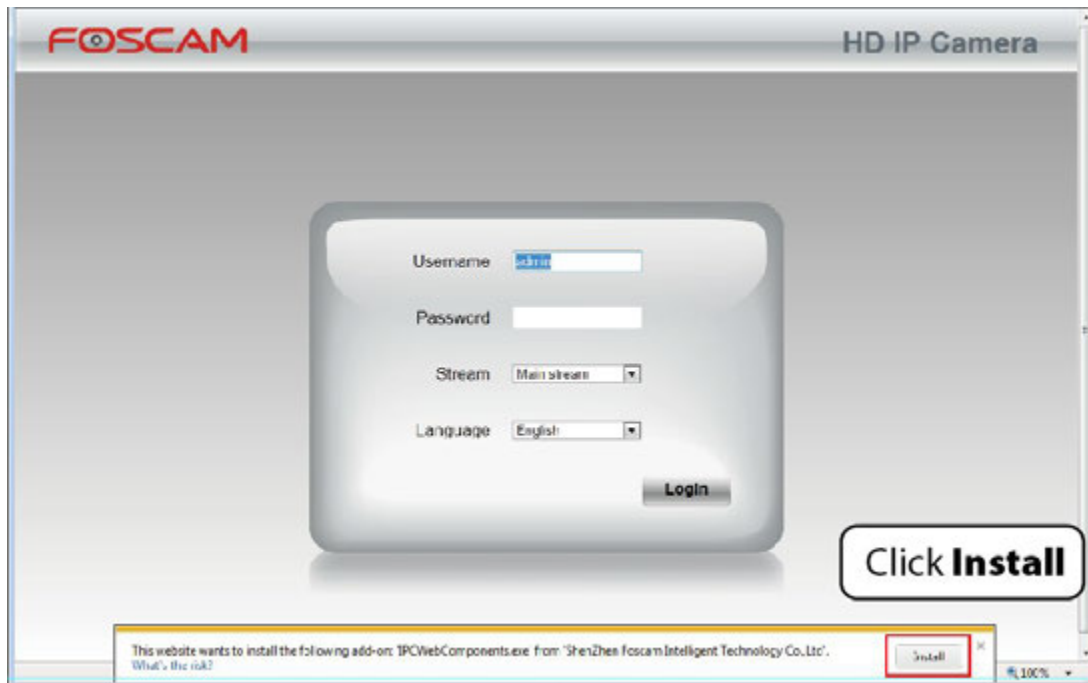 FOSCAM
HD IP Camera
Username
admin
Password
Stream
Main stream
Language
English
Login
Click Install
This website wants to install the following add-on: 'IPCWebComponents.exe' from 'ShenZhen Foscam Intelligent Technology Co.,Ltd'.
What's the risk?
Install
×
100%